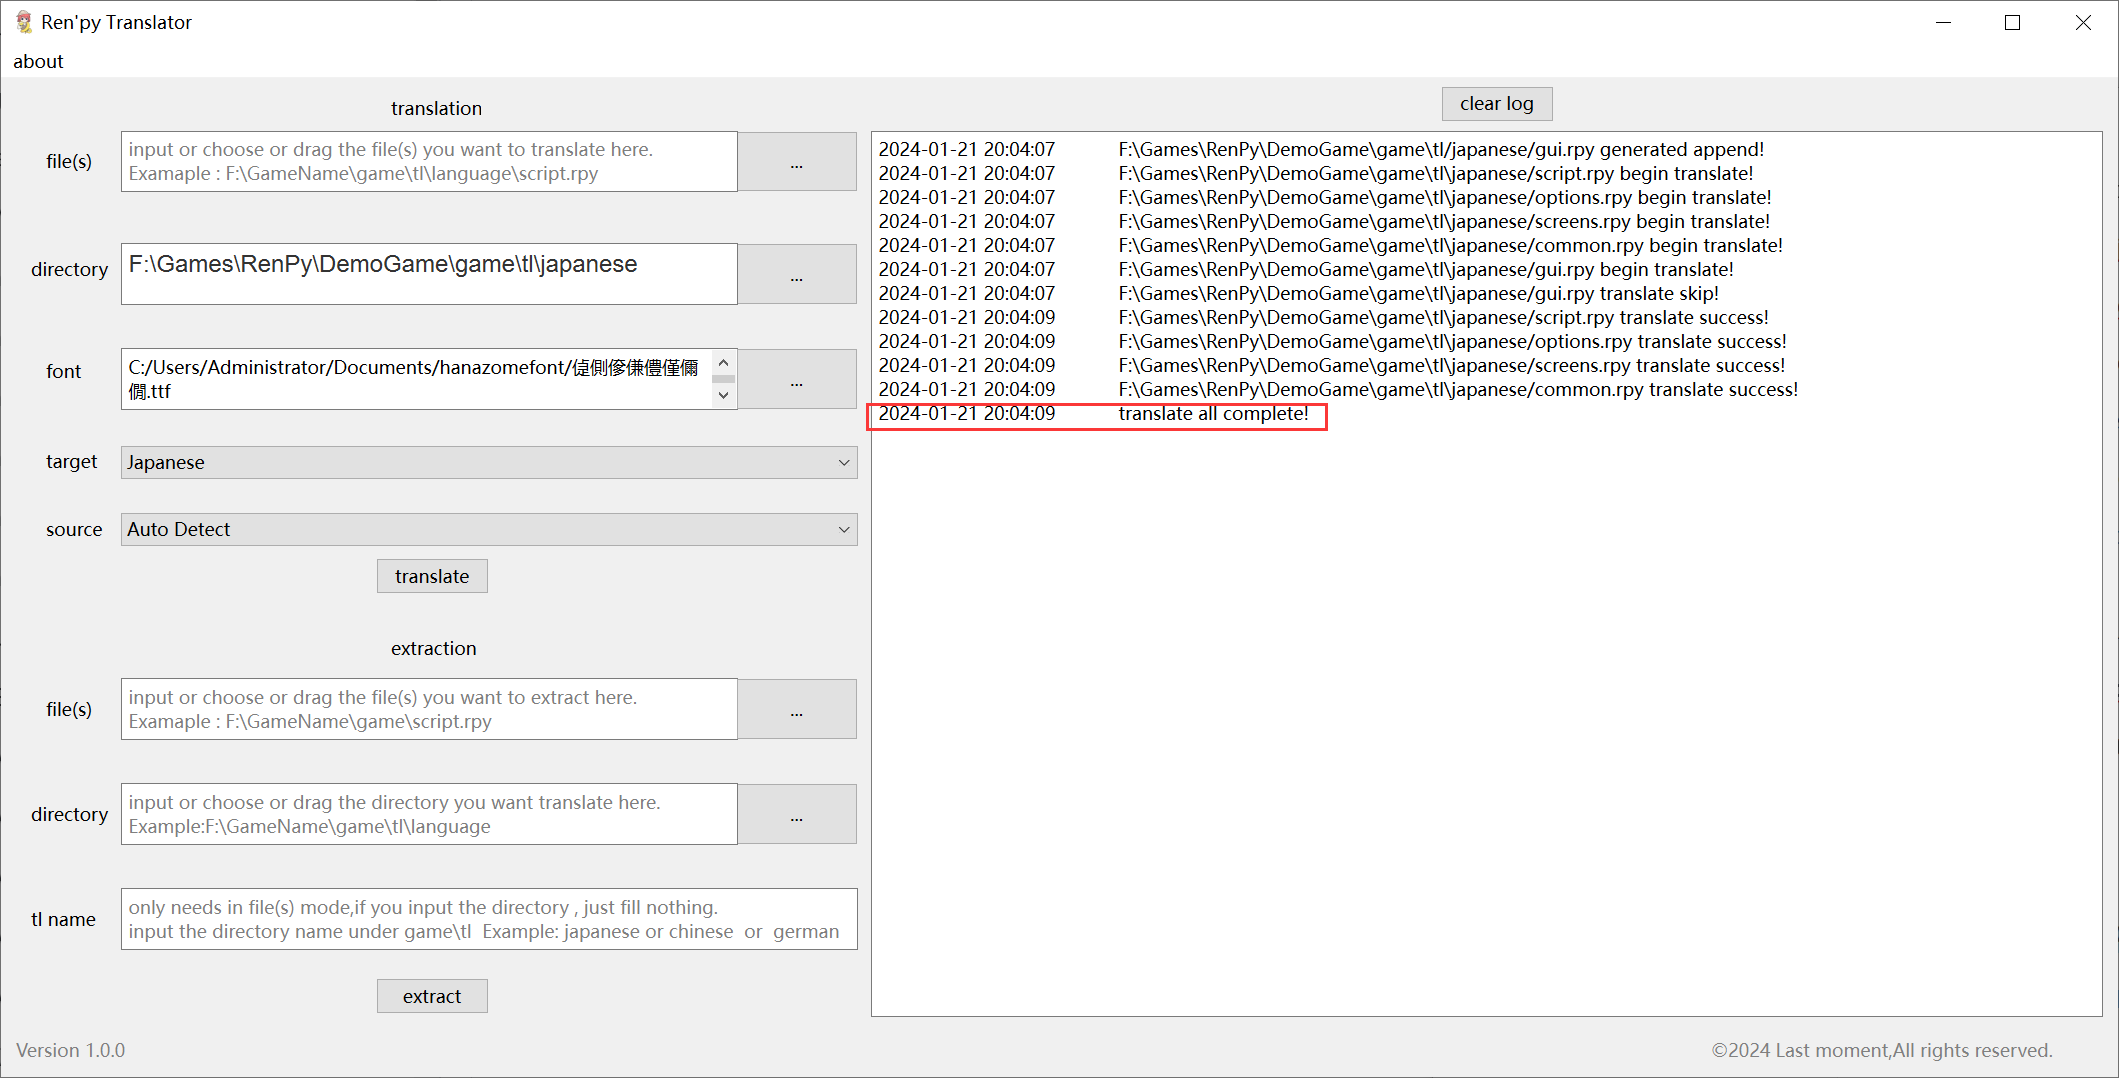 Ren'py Translator
about
translation
file(s)
input or choose or drag the file(s) you want to translate here.
Examaple : F:\GameName\game\tl\language\script.rpy
...
directory
F:\Games\RenPy\DemoGame\game\tl\japanese
...
font
C:/Users/Administrator/Documents/hanazomefont/
.ttf
...
target
Japanese
source
Auto Detect
translate
extraction
file(s)
input or choose or drag the file(s) you want to extract here.
Examaple : F:\GameName\game\script.rpy
...
directory
input or choose or drag the directory you want translate here.
Example:F:\GameName\game\tl\language
...
tl name
only needs in file(s) mode,if you input the directory , just fill nothing.
input the directory name under game\tl  Example: japanese or chinese  or  german
extract
clear log
2024-01-21 20:04:07 F:\Games\RenPy\DemoGame\game\tl/japanese/gui.rpy generated append!
2024-01-21 20:04:07 F:\Games\RenPy\DemoGame\game\tl\japanese/script.rpy begin translate!
2024-01-21 20:04:07 F:\Games\RenPy\DemoGame\game\tl\japanese/options.rpy begin translate!
2024-01-21 20:04:07 F:\Games\RenPy\DemoGame\game\tl\japanese/screens.rpy begin translate!
2024-01-21 20:04:07 F:\Games\RenPy\DemoGame\game\tl\japanese/common.rpy begin translate!
2024-01-21 20:04:07 F:\Games\RenPy\DemoGame\game\tl\japanese/gui.rpy begin translate!
2024-01-21 20:04:07 F:\Games\RenPy\DemoGame\game\tl\japanese/gui.rpy translate skip!
2024-01-21 20:04:09 F:\Games\RenPy\DemoGame\game\tl\japanese/script.rpy translate success!
2024-01-21 20:04:09 F:\Games\RenPy\DemoGame\game\tl\japanese/options.rpy translate success!
2024-01-21 20:04:09 F:\Games\RenPy\DemoGame\game\tl\japanese/screens.rpy translate success!
2024-01-21 20:04:09 F:\Games\RenPy\DemoGame\game\tl\japanese/common.rpy translate success!
2024-01-21 20:04:09 translate all complete!
Version 1.0.0
©2024 Last moment,All rights reserved.